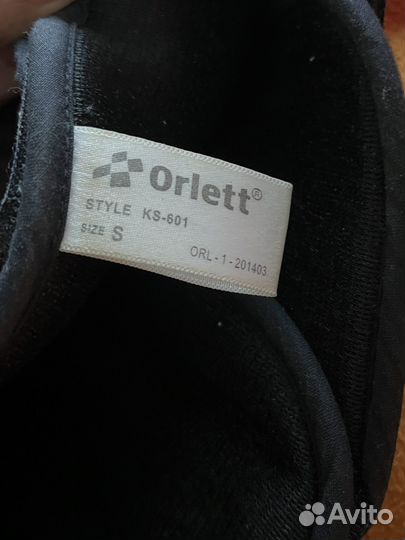 Orlett®
STYLE KS-601
SIZE S
ORL - 1 - 201403
Avito